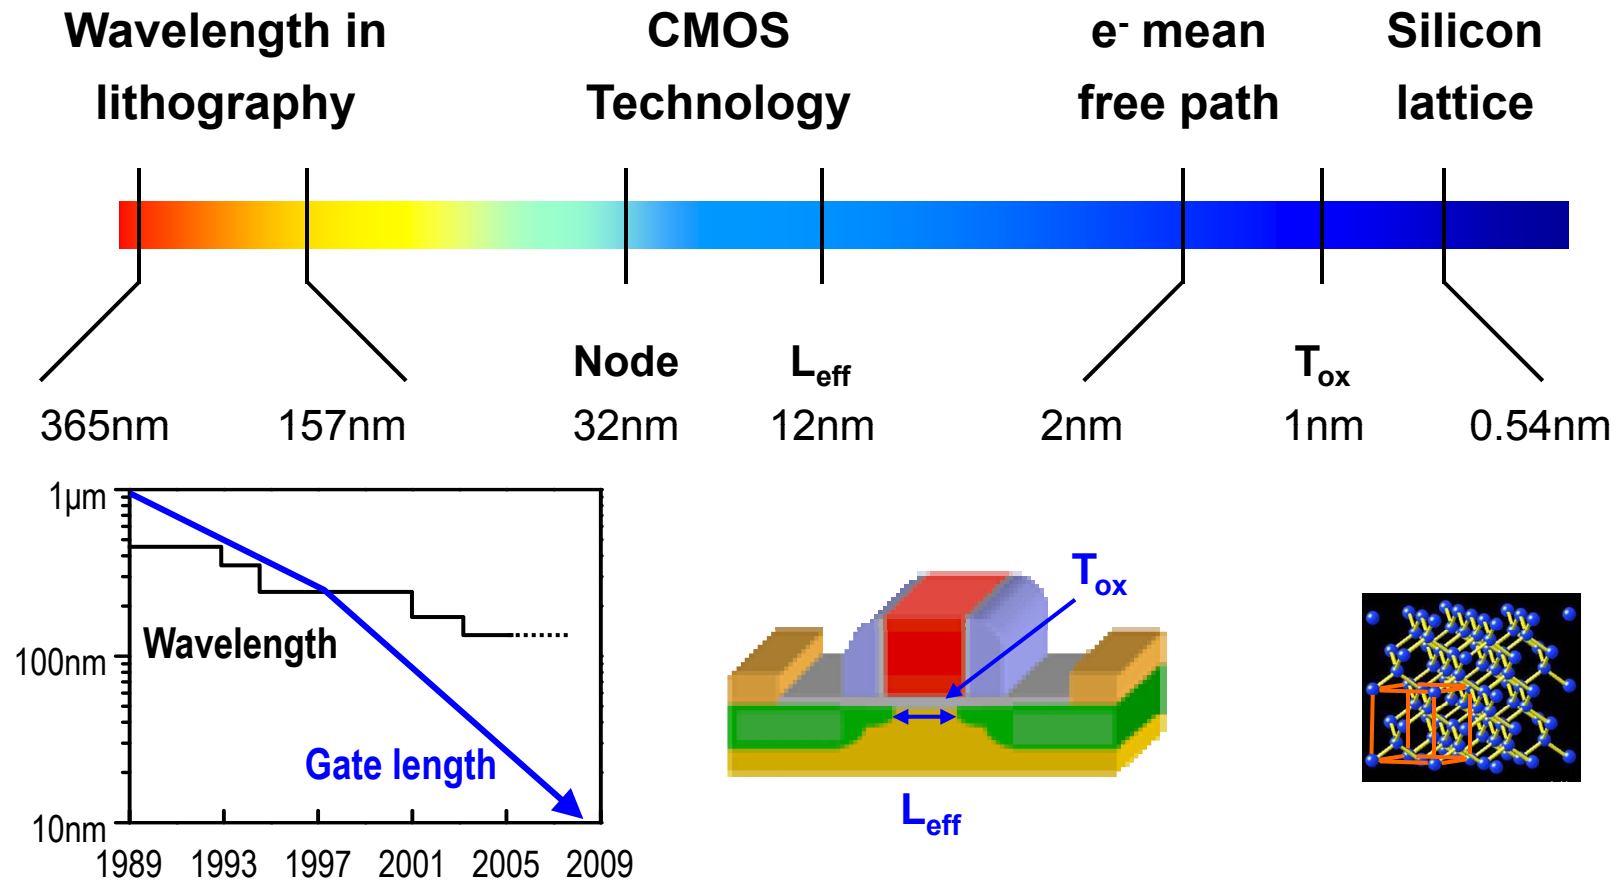 Wavelength in
lithography
CMOS
Technology
e- mean
free path
Silicon
lattice
Node
Leff
Tox
365nm
157nm
32nm
12nm
2nm
1nm
0.54nm
1µm
100nm
10nm
Wavelength
Gate length
1989 1993 1997 2001 2005 2009
Tox
Leff